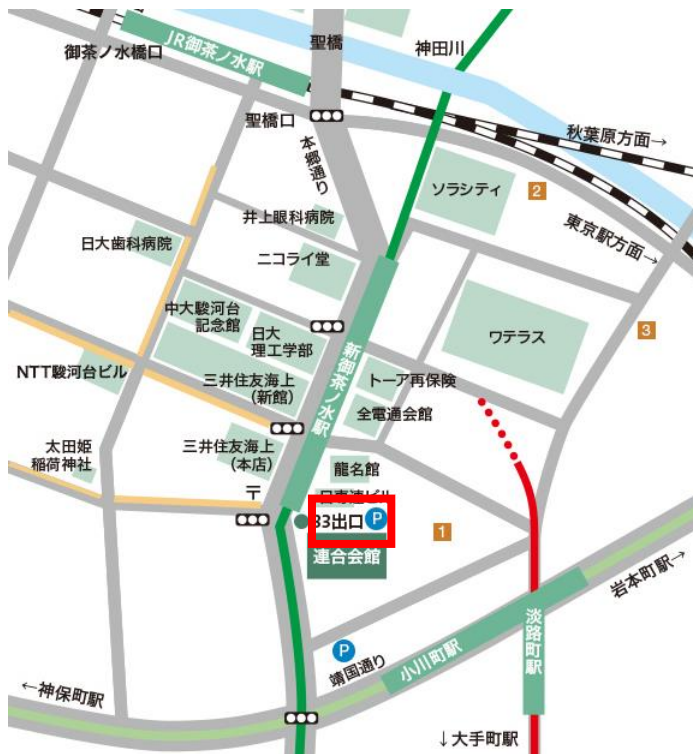 聖橋
神田川
JR御茶ノ水駅
御茶ノ水橋口
聖橋口
秋葉原方面→
本郷通り
ソラシティ
2
井上眼科病院
東京駅方面→
日大歯科病院
ニコライ堂
中大駿河台
記念館
日大
理工学部
ワテラス
3
新御茶ノ水駅
NTT駿河台ビル
三井住友海上
(新館)
トーア再保険
全電通会館
太田姫
稲荷神社
三井住友海上
(本店)
龍名館
〒
33出口
P
1
連合会館
岩本町駅→
淡路町駅
P
靖国通り
小川町駅
←神保町駅
↓大手町駅